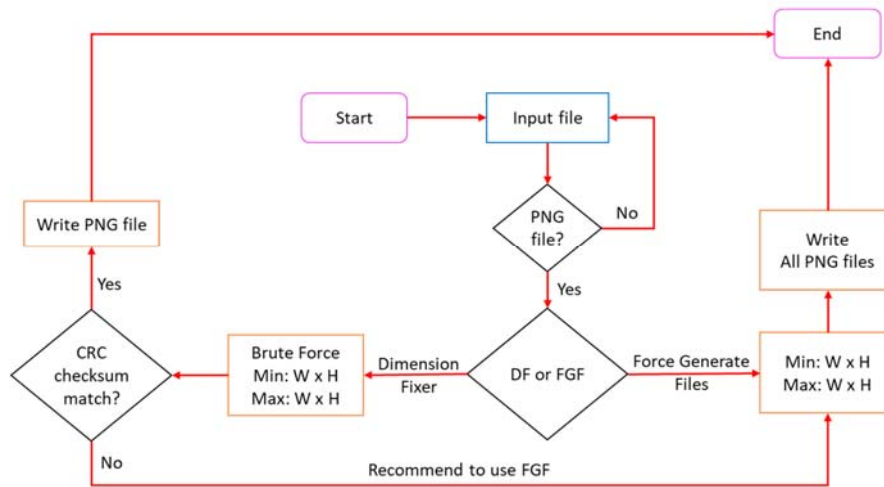 End
Start
Input file
PNG
file?
No
Write PNG file
Write
All PNG files
Yes
Yes
CRC
checksum
match?
Brute Force
Min: W x H
Max: W x H
Dimension
Fixer
DF or FGF
Force Generate
Files
Min: W x H
Max: W x H
No
Recommend to use FGF